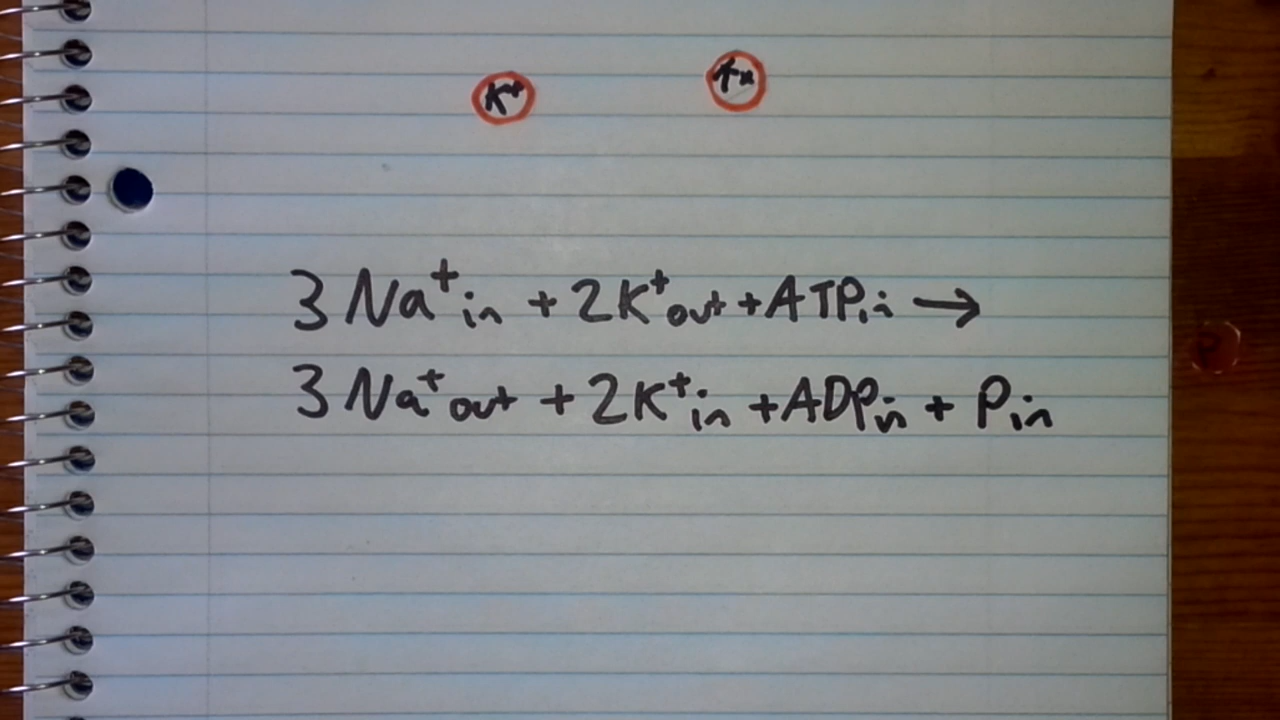 K+
3 Na+in + 2K+out + ATPin →
3 Na+out + 2K+in + ADPin + Pin